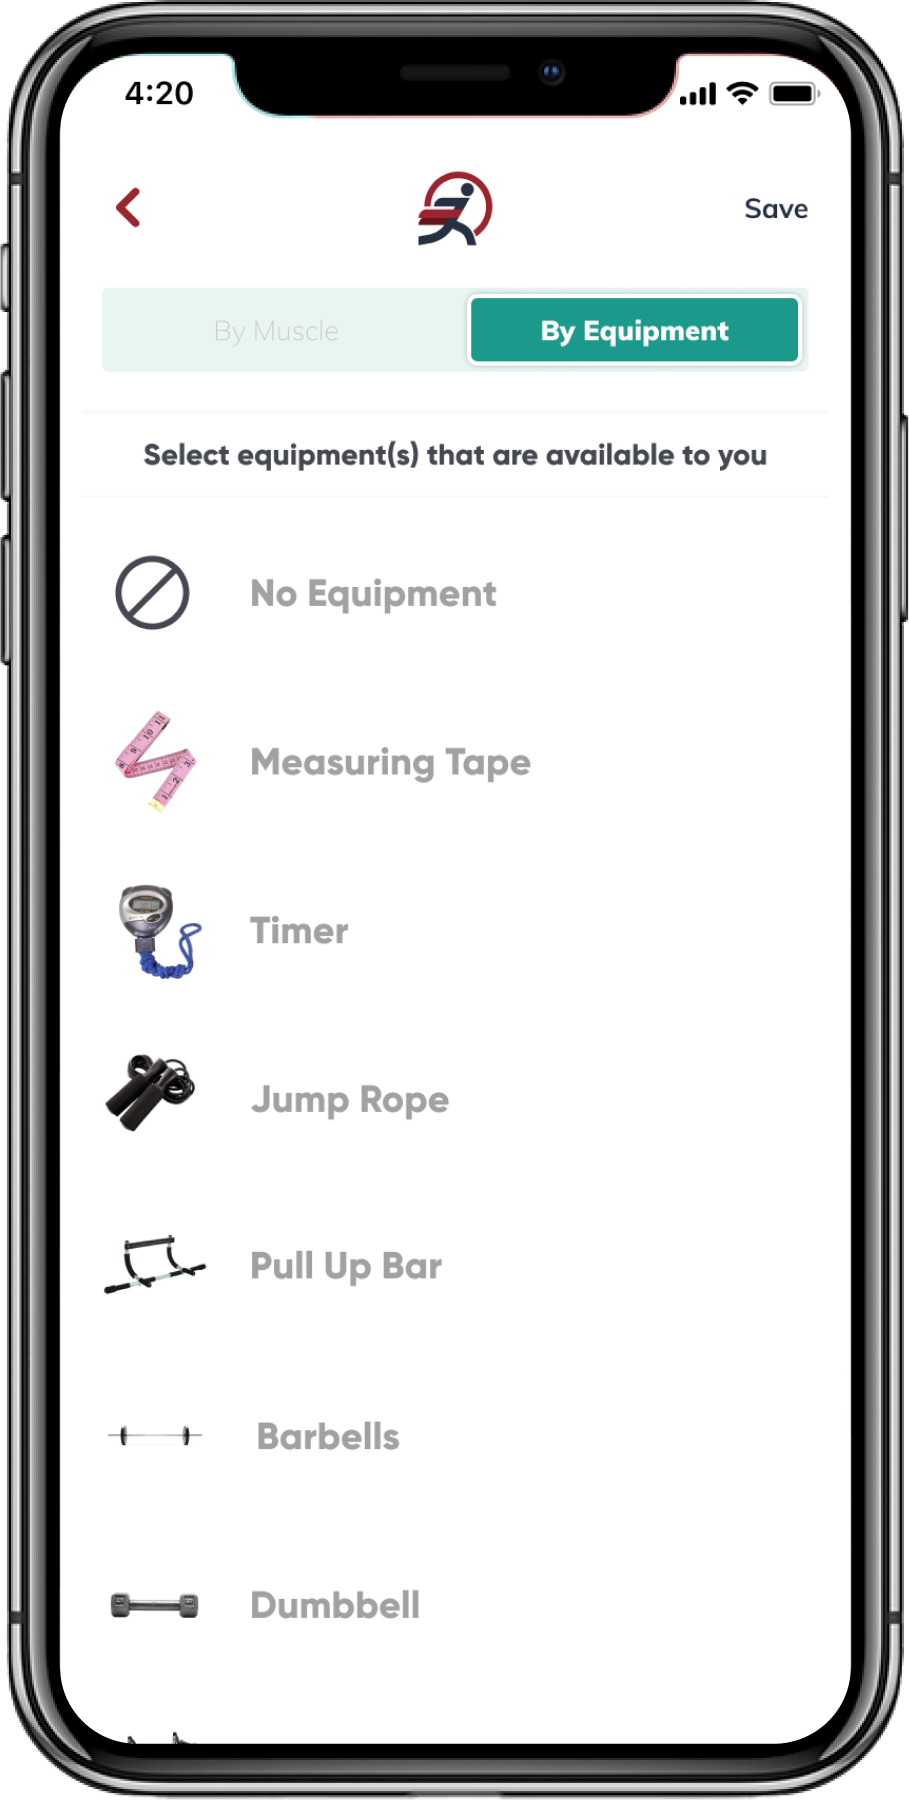 4:20
Save
By Muscle
By Equipment
Select equipment(s) that are available to you
No Equipment
Measuring Tape
Timer
Jump Rope
Pull Up Bar
Barbells
Dumbbell